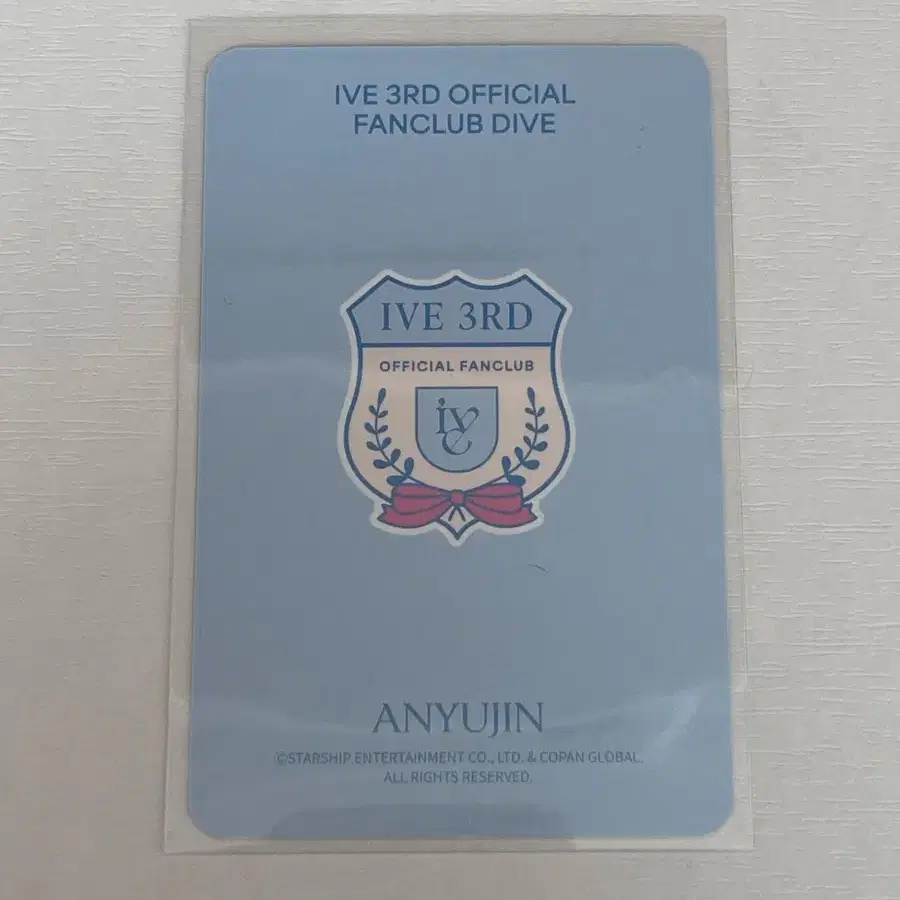 IVE 3RD OFFICIAL
FANCLUB DIVE
IVE 3RD
OFFICIAL FANCLUB
ive
ANYUJIN
©STARSHIP ENTERTAINMENT CO., LTD. & COPAN GLOBAL.
ALL RIGHTS RESERVED.